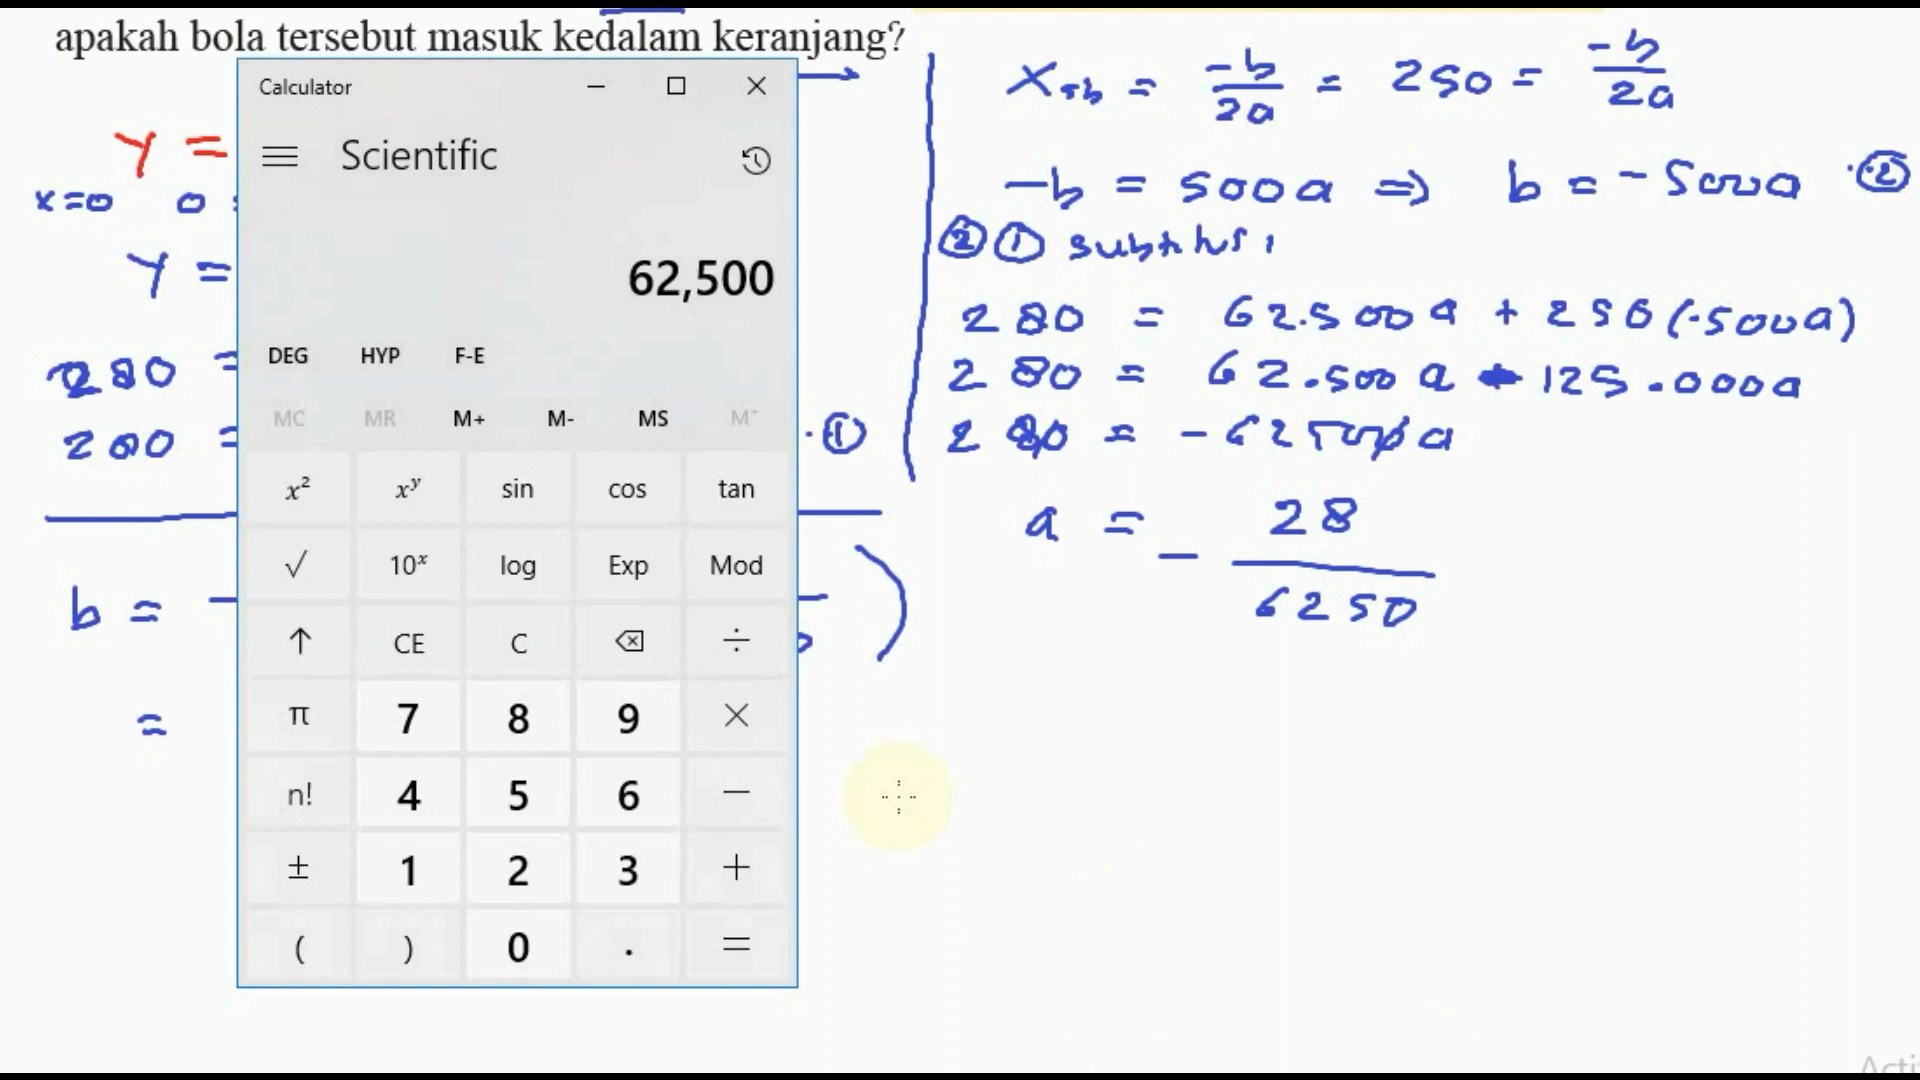 apakah bola tersebut masuk kedalam keranjang?
Y =
x=0 0 =
Y =
280 =
280 = ·①
b = -
=
Calculator
Scientific
62,500
DEG HYP F-E
MC MR M+ M- MS M˅
x² xʸ sin cos tan
√ 10ˣ log Exp Mod
↑ CE C ⌫ ÷
π 7 8 9 ×
n! 4 5 6 −
± 1 2 3 +
( ) 0 . =
= -b/2a = 250 = -b/2a
-b = 500a ⇒ b = -500a ·②
② ①
280 = 62.500a + 250(-500a)
280 = 62.500a - 125.000a
280 = -62500a
a = - 28/6250